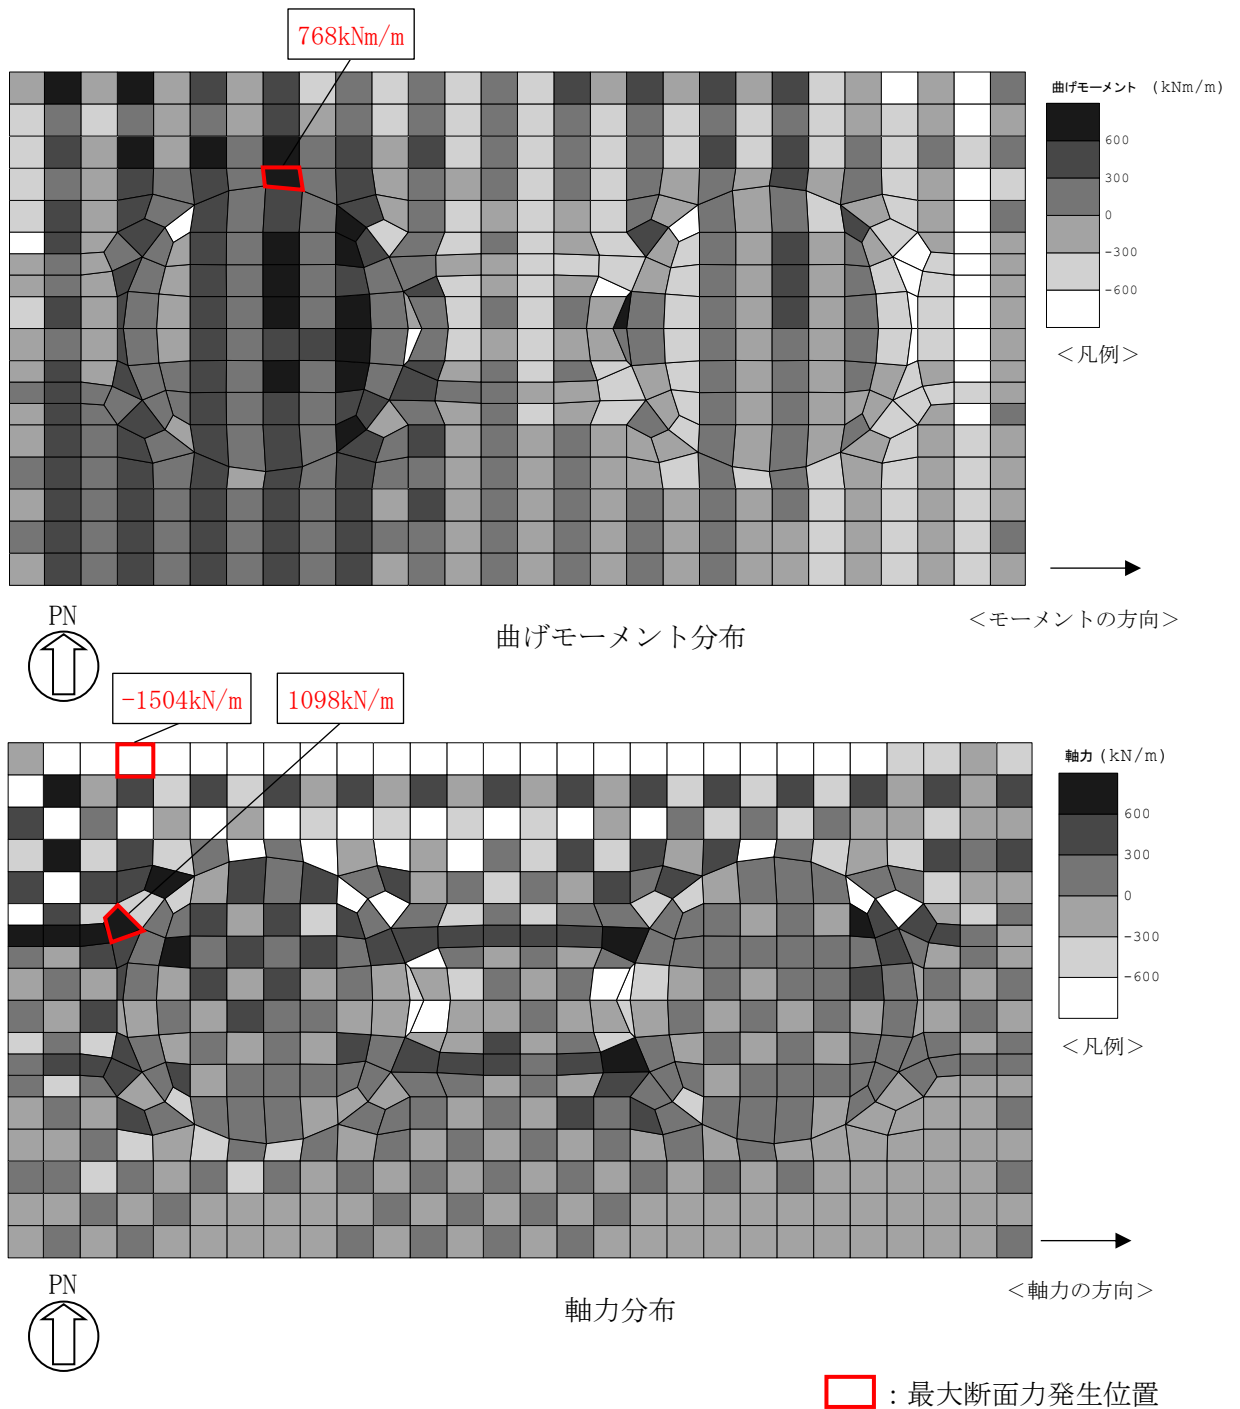 768kNm/m
曲げモーメント (kNm/m)
600
300
0
-300
-600
＜凡例＞
PN
曲げモーメント分布
＜モーメントの方向＞
-1504kN/m
1098kN/m
軸力 (kN/m)
600
300
0
-300
-600
＜凡例＞
PN
軸力分布
＜軸力の方向＞
：最大断面力発生位置